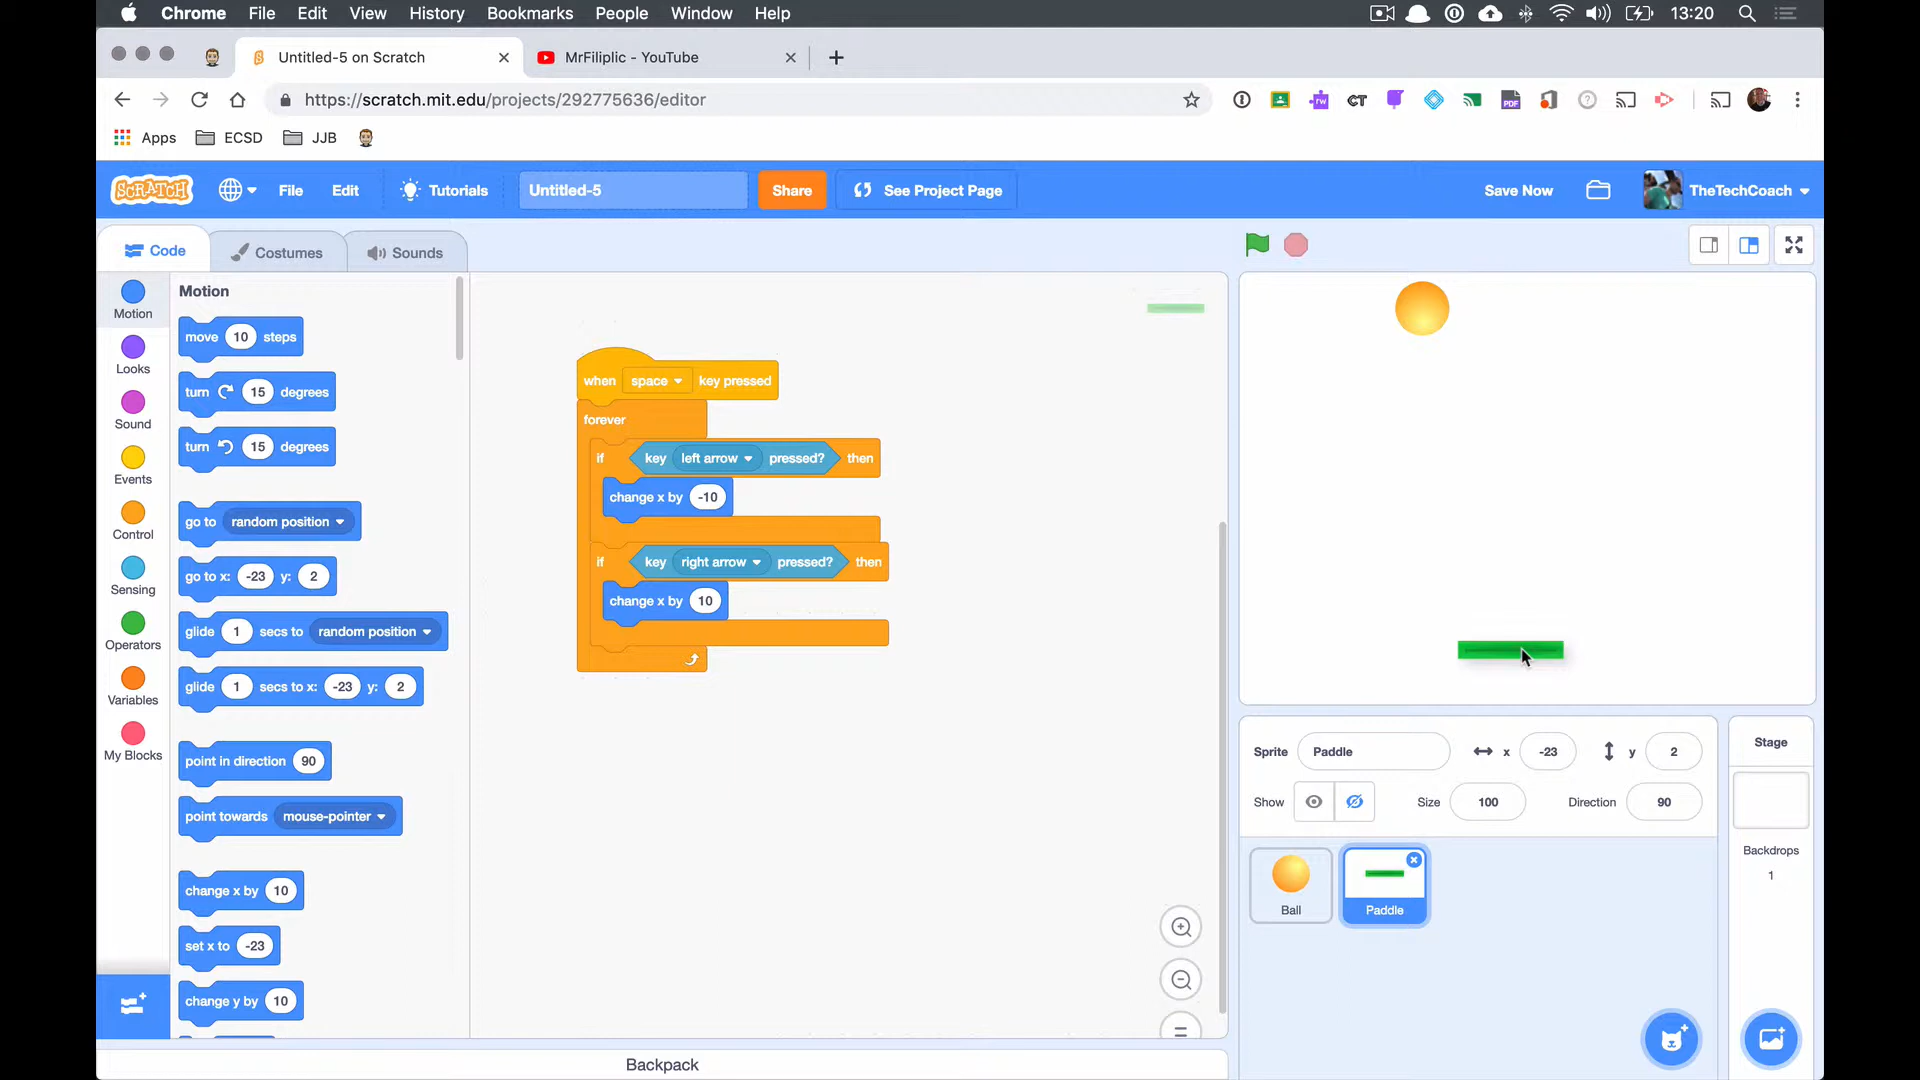 Chrome File Edit View History Bookmarks People Window Help 13:20
Untitled-5 on Scratch MrFiliplic - YouTube
https://scratch.mit.edu/projects/292775636/editor
Apps ECSD JJB
SCRATCH File Edit Tutorials Untitled-5 Share See Project Page Save Now TheTechCoach
Code Costumes Sounds
Motion
Looks
Sound
Events
Control
Sensing
Operators
Variables
My Blocks
Motion
move 10 steps
turn 15 degrees
turn 15 degrees
go to random position
go to x: -23 y: 2
glide 1 secs to random position
glide 1 secs to x: -23 y: 2
point in direction 90
point towards mouse-pointer
change x by 10
set x to -23
change y by 10
when space key pressed
forever
if key left arrow pressed? then
change x by -10
if key right arrow pressed? then
change x by 10
Sprite Paddle x -23 y 2
Show Size 100 Direction 90
Ball
Paddle
Stage
Backdrops
1
Backpack